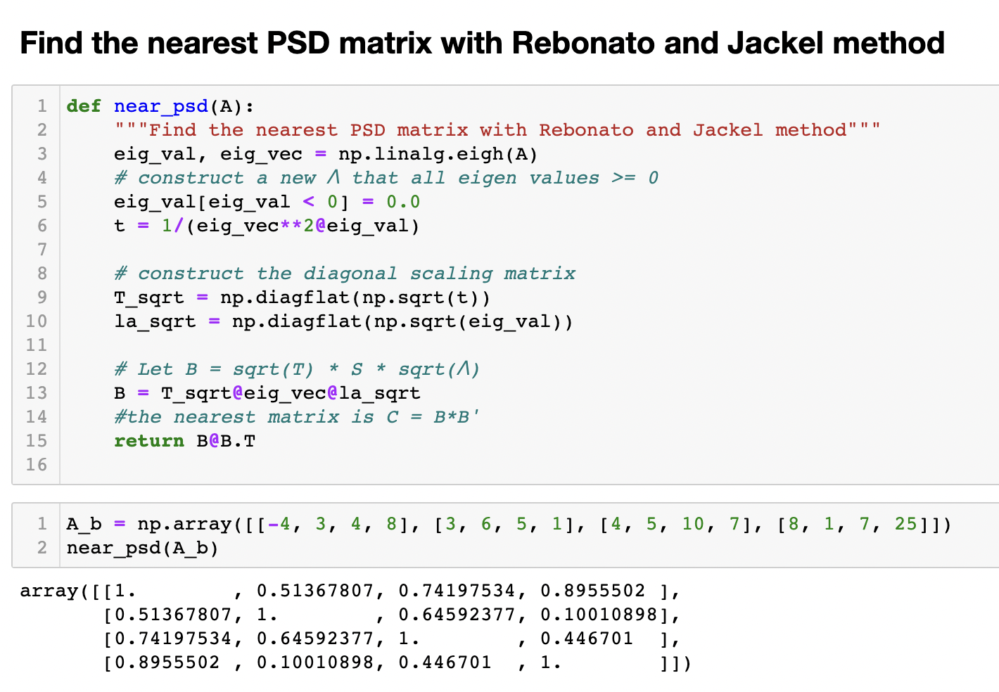 Find the nearest PSD matrix with Rebonato and Jackel method
1 def near_psd(A):
2     """Find the nearest PSD matrix with Rebonato and Jackel method"""
3     eig_val, eig_vec = np.linalg.eigh(A)
4     # construct a new Λ that all eigen values >= 0
5     eig_val[eig_val < 0] = 0.0
6     t = 1/(eig_vec**2@eig_val)
7
8     # construct the diagonal scaling matrix
9     T_sqrt = np.diagflat(np.sqrt(t))
10     la_sqrt = np.diagflat(np.sqrt(eig_val))
11
12     # Let B = sqrt(T) * S * sqrt(Λ)
13     B = T_sqrt@eig_vec@la_sqrt
14     #the nearest matrix is C = B*B'
15     return B@B.T
16
1 A_b = np.array([[-4, 3, 4, 8], [3, 6, 5, 1], [4, 5, 10, 7], [8, 1, 7, 25]])
2 near_psd(A_b)
array([[1.        , 0.51367807, 0.74197534, 0.8955502 ],
       [0.51367807, 1.        , 0.64592377, 0.10010898],
       [0.74197534, 0.64592377, 1.        , 0.446701  ],
       [0.8955502 , 0.10010898, 0.446701  , 1.        ]])